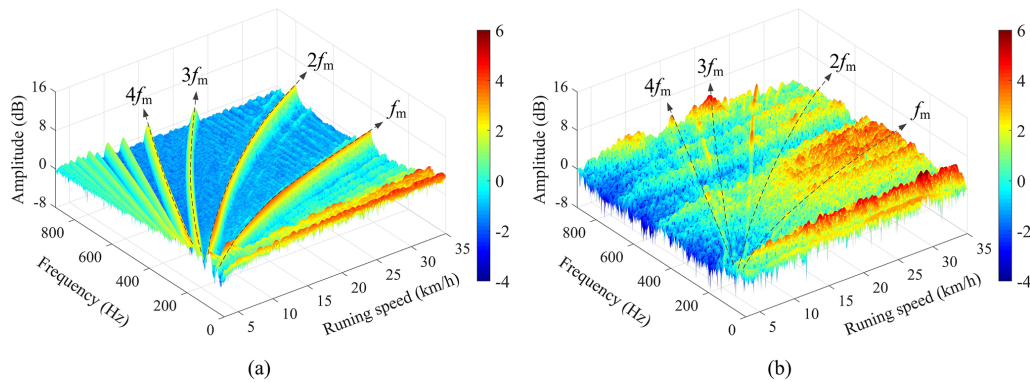 4fm
3fm
2fm
fm
16
8
0
-8
Amplitude (dB)
800
600
400
200
0
Frequency (Hz)
5
10
15
20
25
30
35
Runing speed (km/h)
6
4
2
0
-2
-4
(a)
4fm
3fm
2fm
fm
16
8
0
-8
Amplitude (dB)
800
600
400
200
0
Frequency (Hz)
5
10
15
20
25
30
35
Runing speed (km/h)
6
4
2
0
-2
-4
(b)